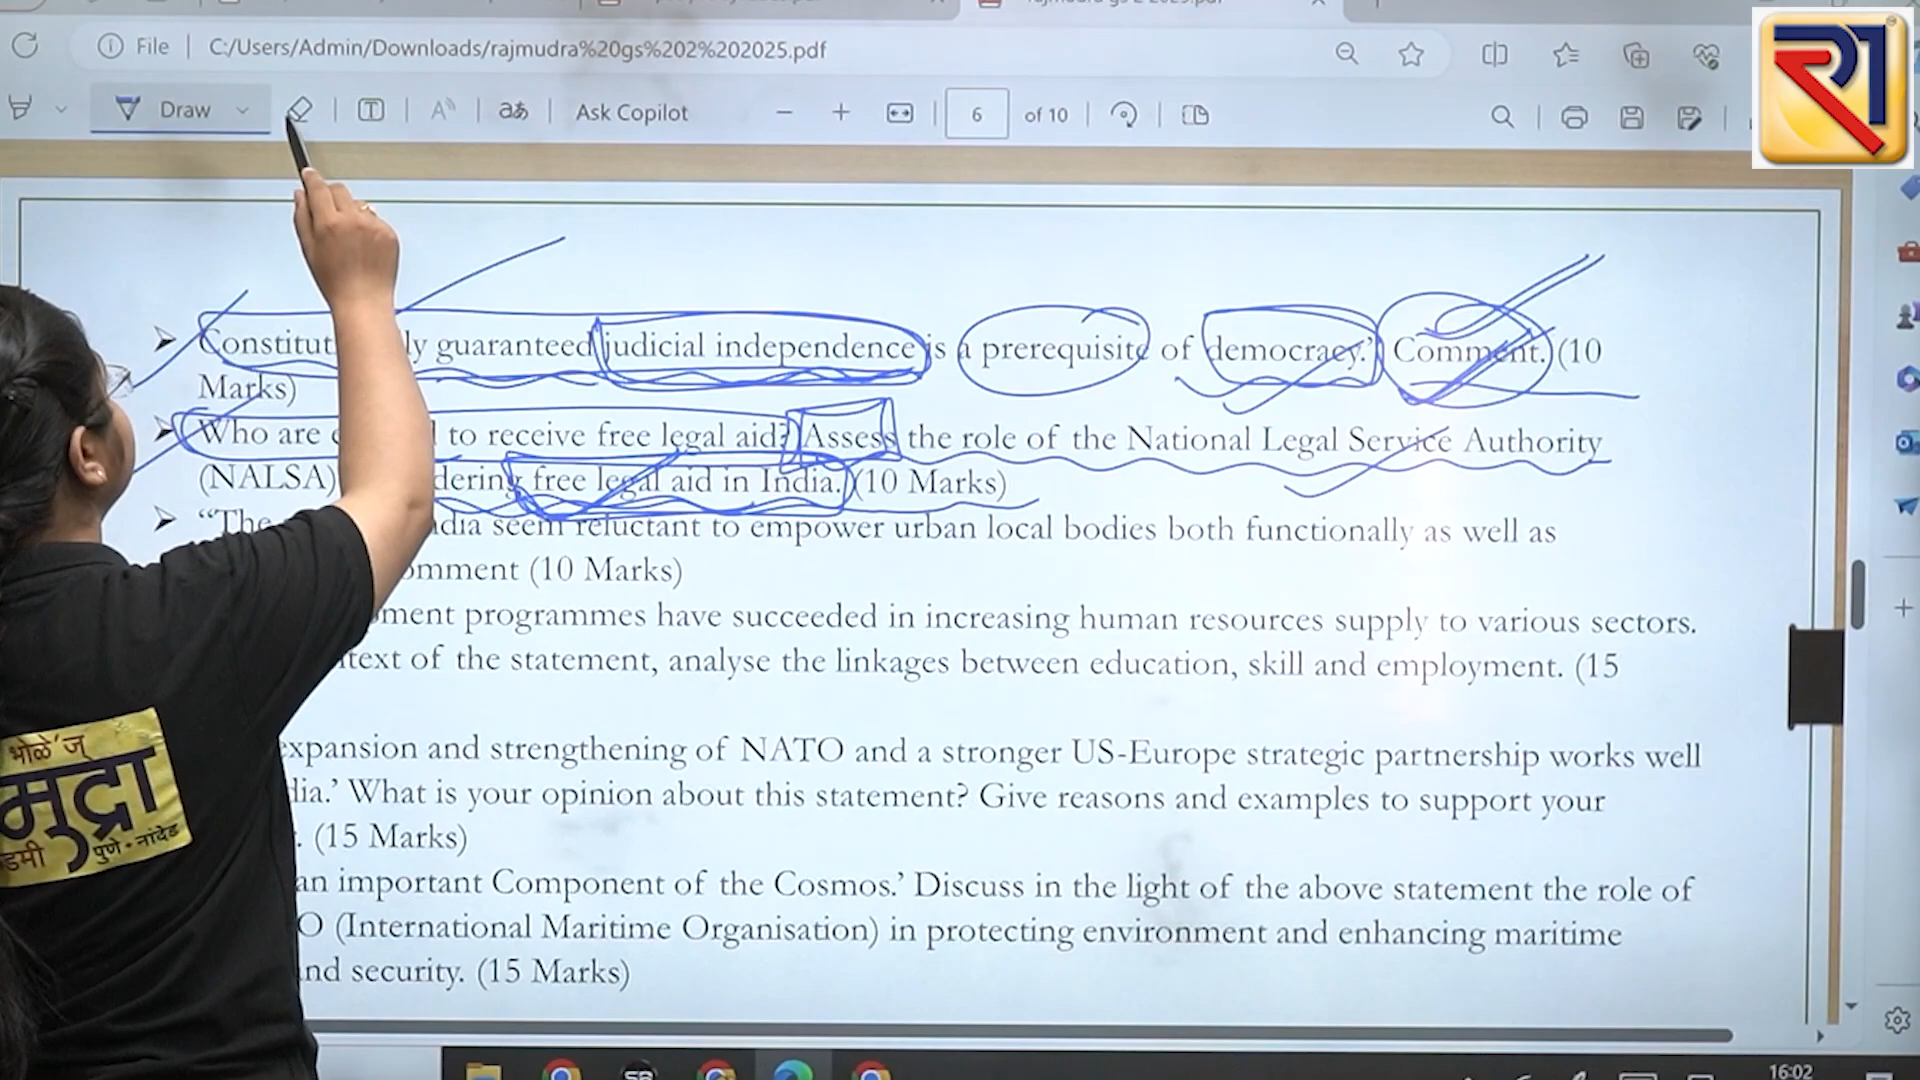 File | C:/Users/Admin/Downloads/rajmudra%20gs%202%202025.pdf
Draw
Ask Copilot
6 of 10
R1
➤ Constitut ly guaranteed judicial independence is a prerequisite of democracy.’ Comment. (10
Marks)
➤ Who are to receive free legal aid? Assess the role of the National Legal Service Authority
(NALSA) dering free legal aid in India. (10 Marks)
➤ “The dia seem reluctant to empower urban local bodies both functionally as well as
omment (10 Marks)
pment programmes have succeeded in increasing human resources supply to various sectors.
text of the statement, analyse the linkages between education, skill and employment. (15
expansion and strengthening of NATO and a stronger US-Europe strategic partnership works well
dia.’ What is your opinion about this statement? Give reasons and examples to support your
. (15 Marks)
an important Component of the Cosmos.’ Discuss in the light of the above statement the role of
O (International Maritime Organisation) in protecting environment and enhancing maritime
nd security. (15 Marks)
भोळे ज्
मुद्रा
डमी पुणे • नांदेड
16:02